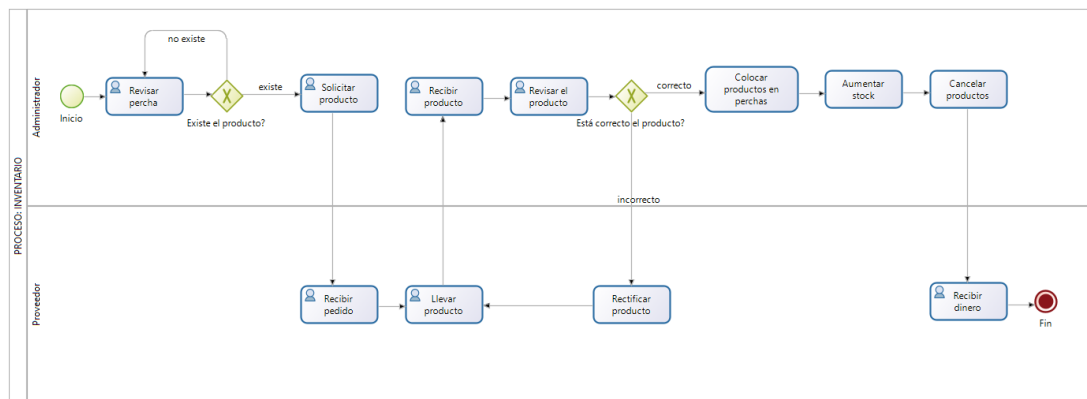 PROCESO: INVENTARIO
Administrador
no existe
Inicio
Revisar
percha
Existe el producto?
existe
Solicitar
producto
Recibir
producto
Revisar el
producto
Está correcto el producto?
correcto
Colocar
productos en
perchas
Aumentar
stock
Cancelar
productos
incorrecto
Proveedor
Recibir
pedido
Llevar
producto
Rectificar
producto
Recibir
dinero
Fin